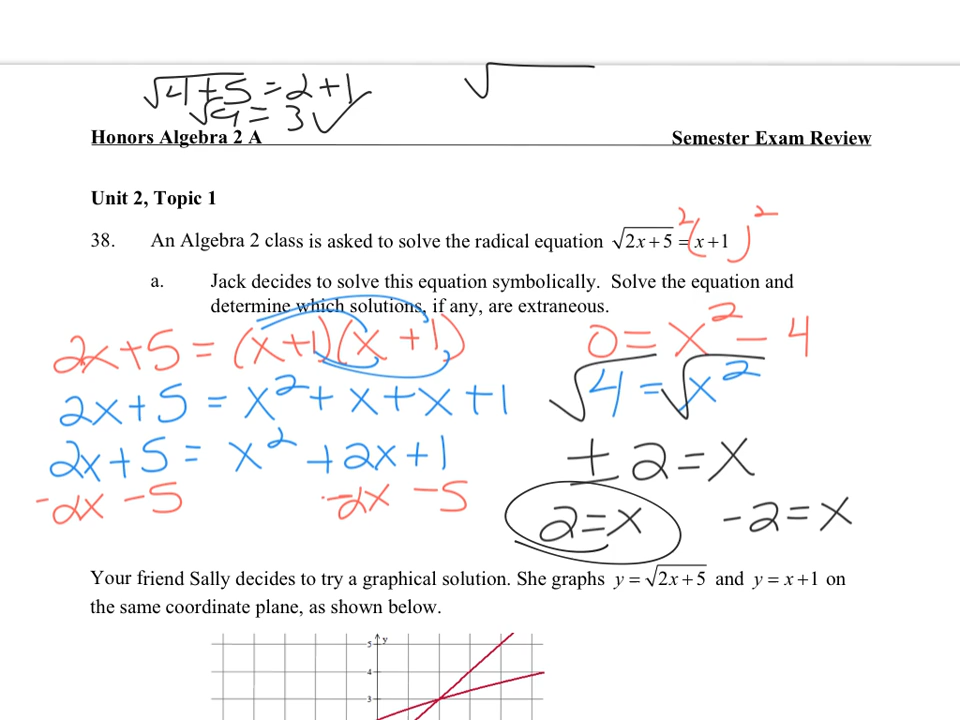 √4+5 = 2+1 √
√9 = 3 ✓
Honors Algebra 2 A Semester Exam Review
Unit 2, Topic 1
38. An Algebra 2 class is asked to solve the radical equation √2x+5 ² = ( x+1 )²
a. Jack decides to solve this equation symbolically. Solve the equation and
determine which solutions, if any, are extraneous.
2x+5 = (x+1)(x+1) 0 = x² - 4
2x+5 = x² + x + x + 1 √4 = √x²
2x+5 = x² + 2x + 1 ±2 = x
-2x -5 -2x -5 2 = x -2 = x
Your friend Sally decides to try a graphical solution. She graphs y = √2x+5 and y = x+1 on
the same coordinate plane, as shown below.
5 y
4
3